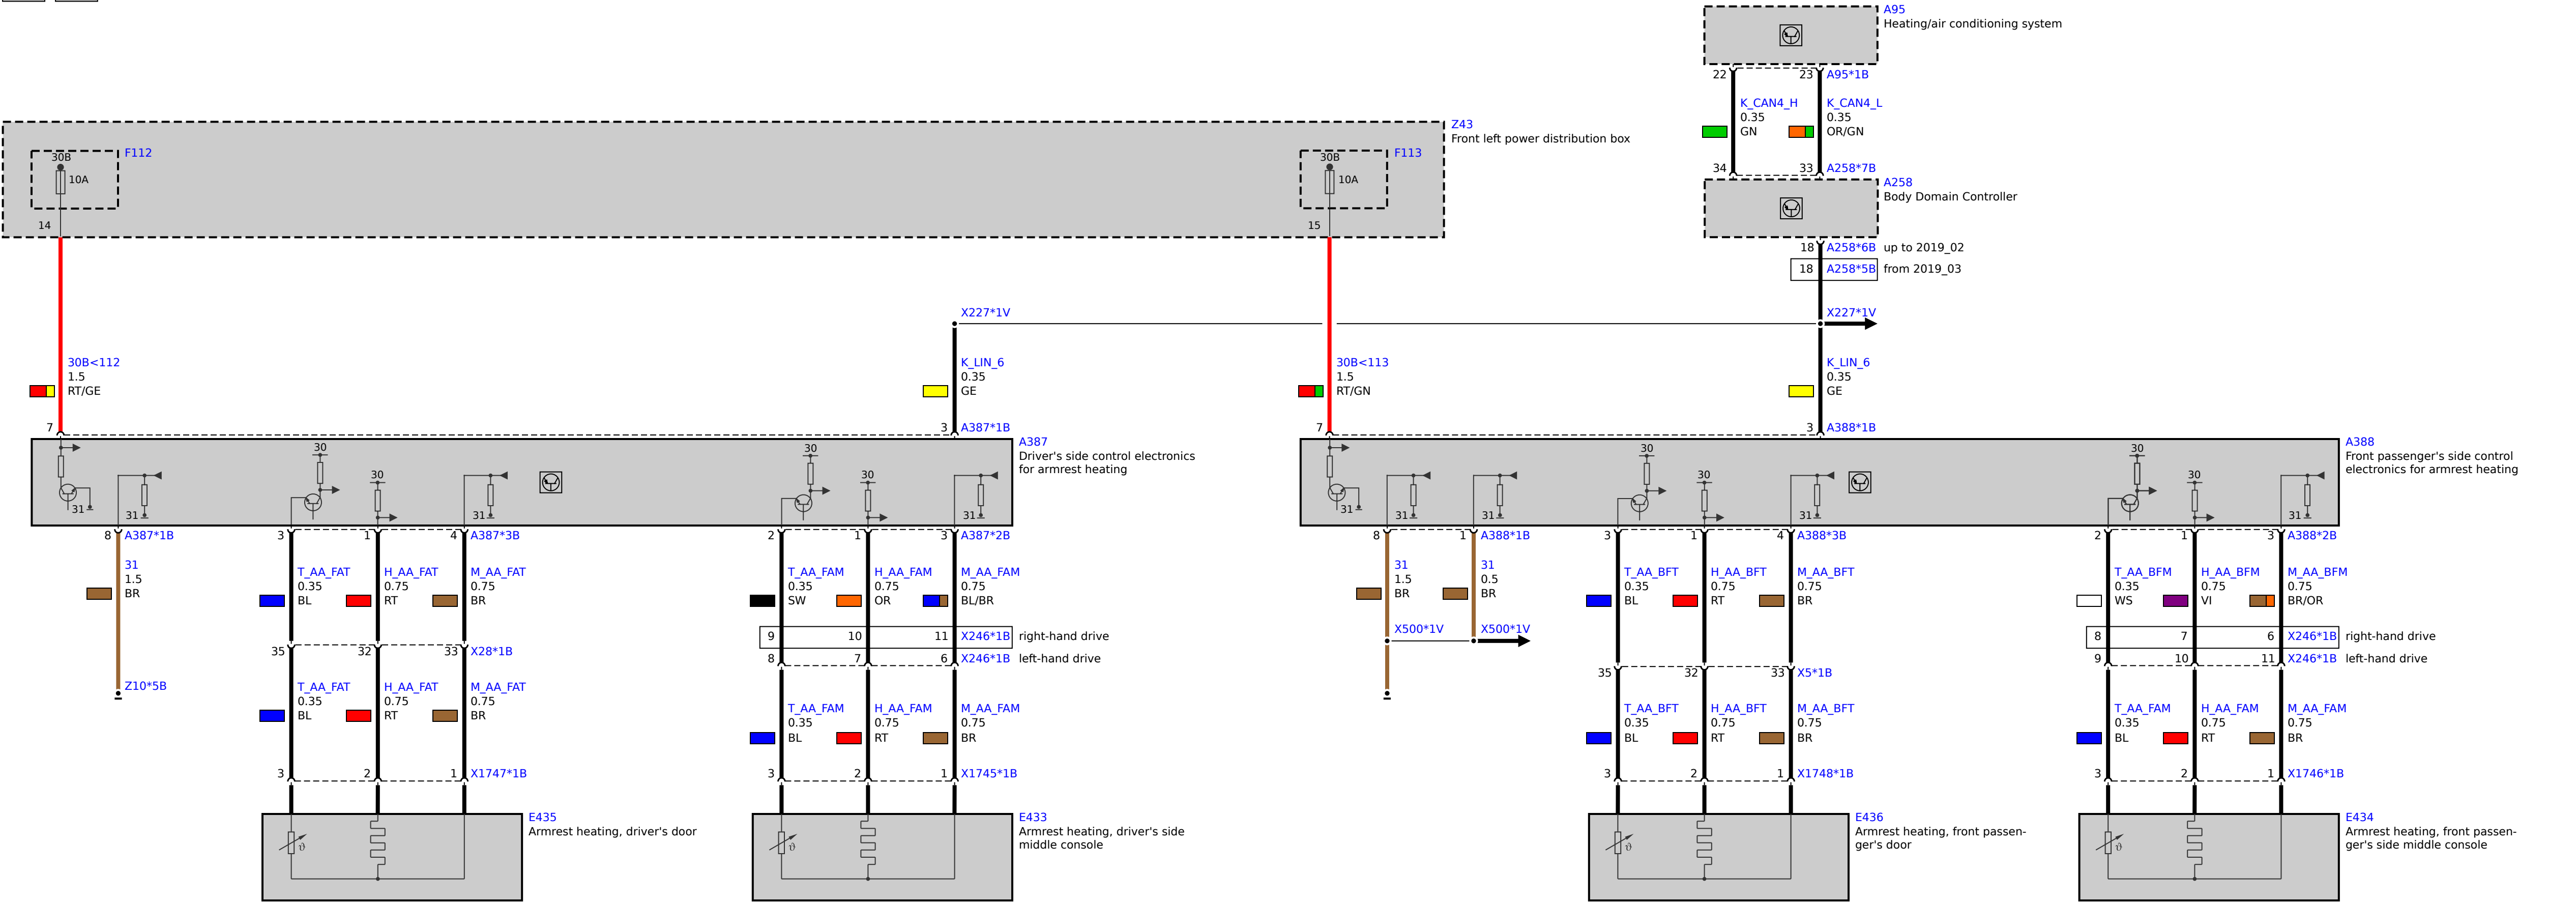 A95
Heating/air conditioning system
22
23
A95*1B
K_CAN4_H
0.35
GN
K_CAN4_L
0.35
OR/GN
34
33
A258*7B
A258
Body Domain Controller
18
A258*6B
up to 2019_02
18
A258*5B
from 2019_03
Z43
Front left power distribution box
F112
30B
10A
14
F113
30B
10A
15
X227*1V
X227*1V
30B<112
1.5
RT/GE
K_LIN_6
0.35
GE
30B<113
1.5
RT/GN
K_LIN_6
0.35
GE
7
3
A387*1B
7
3
A388*1B
A387
Driver's side control electronics
for armrest heating
31
31
30
30
31
30
30
31
A388
Front passenger's side control
electronics for armrest heating
31
31
31
30
30
31
30
30
31
8
A387*1B
31
1.5
BR
Z10*5B
3
1
4
A387*3B
T_AA_FAT
0.35
BL
H_AA_FAT
0.75
RT
M_AA_FAT
0.75
BR
35
32
33
X28*1B
T_AA_FAT
0.35
BL
H_AA_FAT
0.75
RT
M_AA_FAT
0.75
BR
3
2
1
X1747*1B
E435
Armrest heating, driver's door
ϑ
2
1
3
A387*2B
T_AA_FAM
0.35
SW
H_AA_FAM
0.75
OR
M_AA_FAM
0.75
BL/BR
9
10
11
X246*1B
right-hand drive
8
7
6
X246*1B
left-hand drive
T_AA_FAM
0.35
BL
H_AA_FAM
0.75
RT
M_AA_FAM
0.75
BR
3
2
1
X1745*1B
E433
Armrest heating, driver's side
middle console
ϑ
8
1
A388*1B
31
1.5
BR
31
0.5
BR
X500*1V
X500*1V
3
1
4
A388*3B
T_AA_BFT
0.35
BL
H_AA_BFT
0.75
RT
M_AA_BFT
0.75
BR
35
32
33
X5*1B
T_AA_BFT
0.35
BL
H_AA_BFT
0.75
RT
M_AA_BFT
0.75
BR
3
2
1
X1748*1B
E436
Armrest heating, front passen-
ger's door
ϑ
2
1
3
A388*2B
T_AA_BFM
0.35
WS
H_AA_BFM
0.75
VI
M_AA_BFM
0.75
BR/OR
8
7
6
X246*1B
right-hand drive
9
10
11
X246*1B
left-hand drive
T_AA_FAM
0.35
BL
H_AA_FAM
0.75
RT
M_AA_FAM
0.75
BR
3
2
1
X1746*1B
E434
Armrest heating, front passen-
ger's side middle console
ϑ